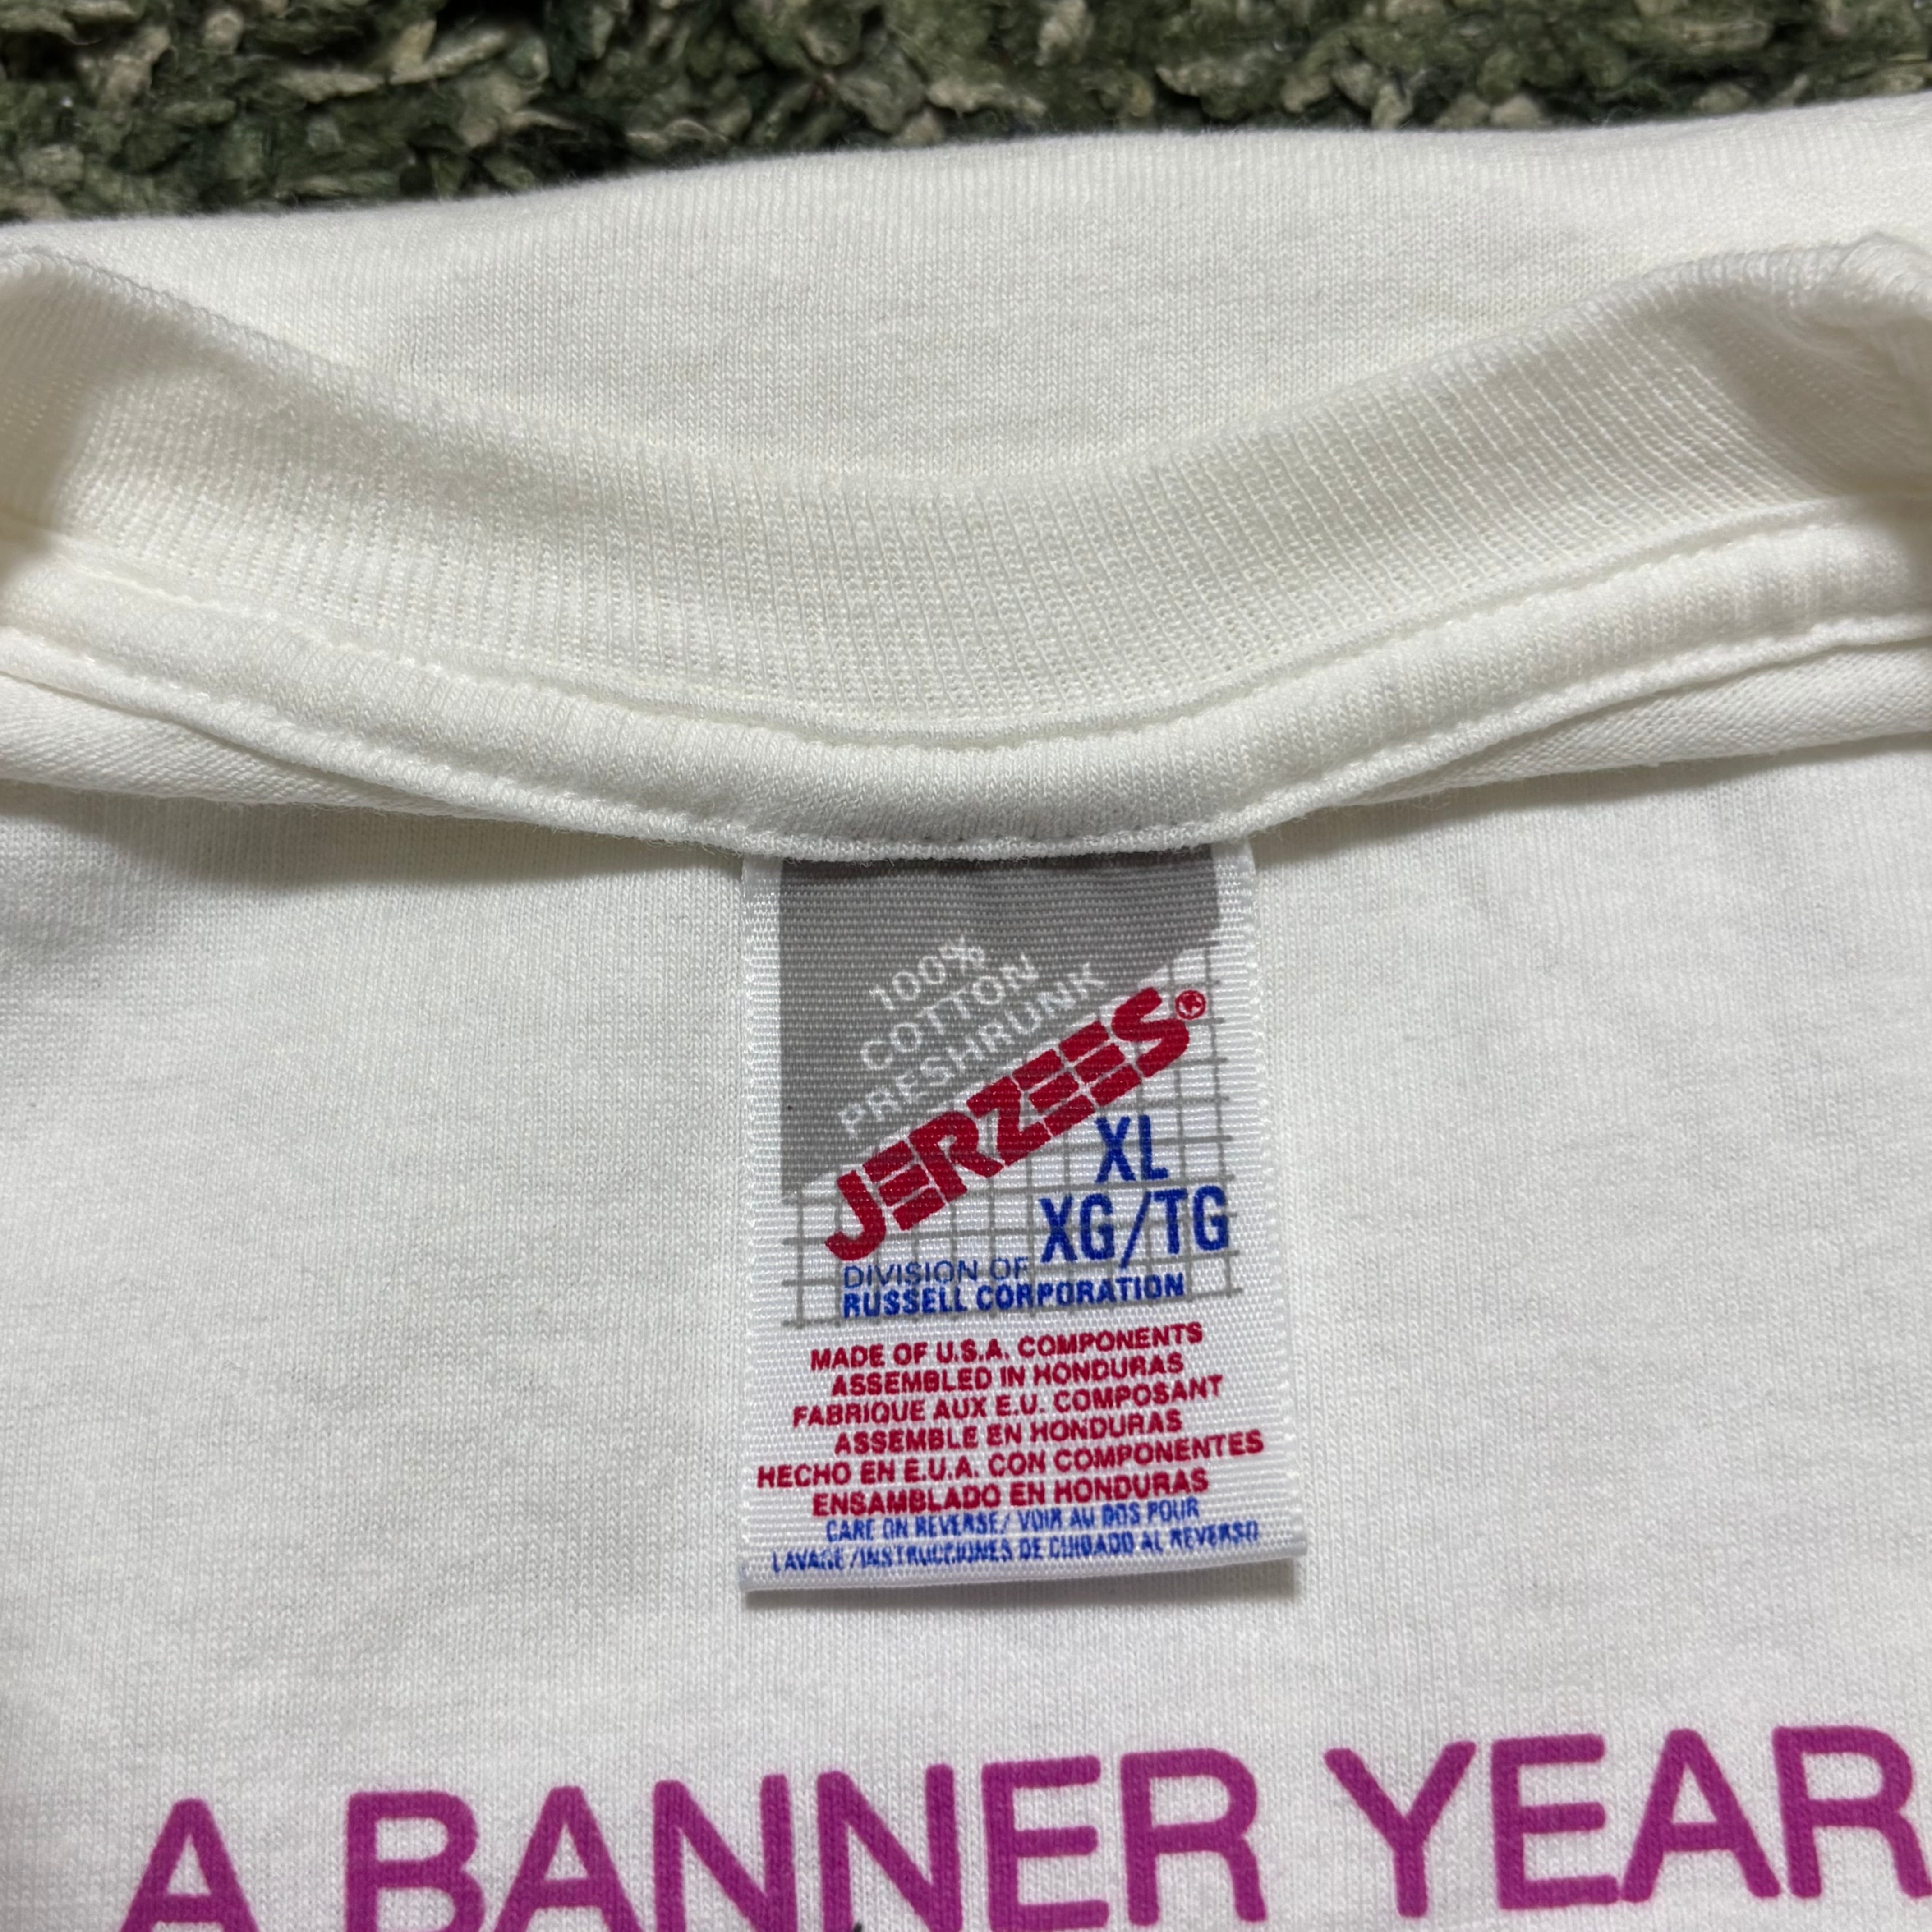 100%
COTTON
PRESHRUNK
JERZEES®
XL
XG/TG
DIVISION OF
RUSSELL CORPORATION
MADE OF U.S.A. COMPONENTS
ASSEMBLED IN HONDURAS
FABRIQUE AUX E.U. COMPOSANT
ASSEMBLE EN HONDURAS
HECHO EN E.U.A. CON COMPONENTES
ENSAMBLADO EN HONDURAS
CARE ON REVERSE/ VOIR AU DOS POUR
LAVAGE /INSTRUCCIONES DE CUIDADO AL REVERSO
A BANNER YEAR